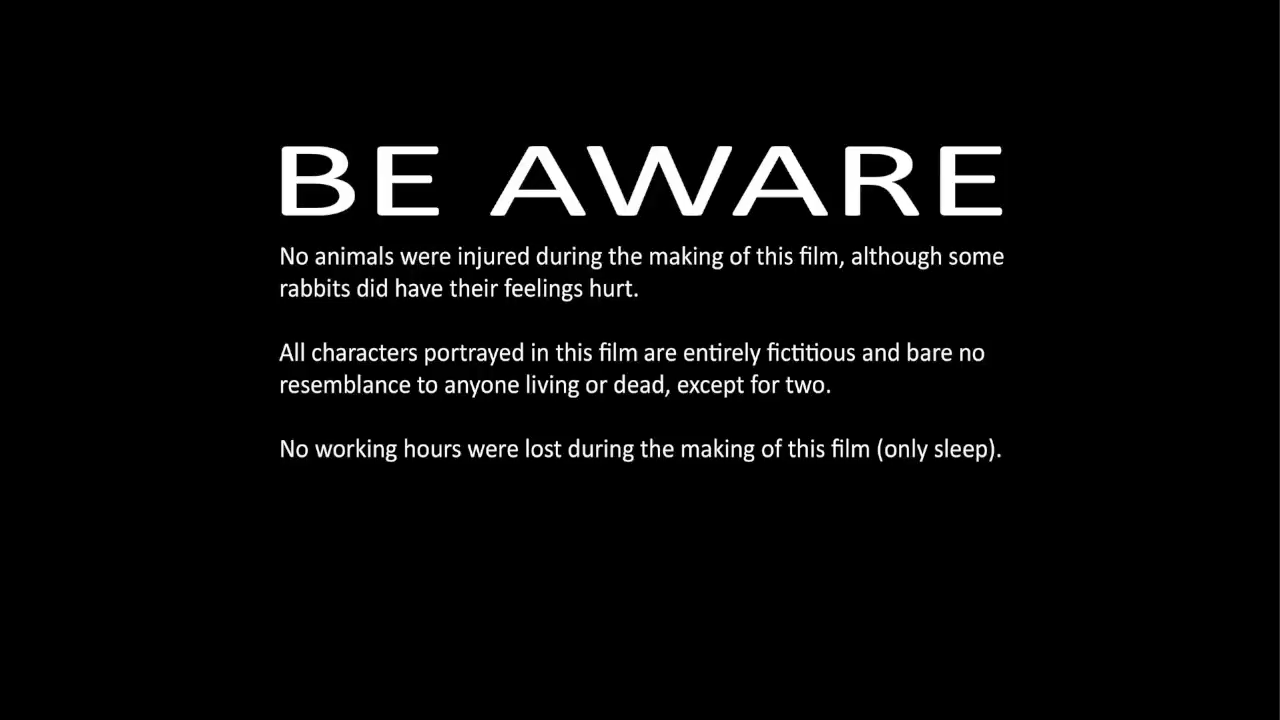 BE AWARE
No animals were injured during the making of this film, although some
rabbits did have their feelings hurt.
All characters portrayed in this film are entirely fictitious and bare no
resemblance to anyone living or dead, except for two.
No working hours were lost during the making of this film (only sleep).